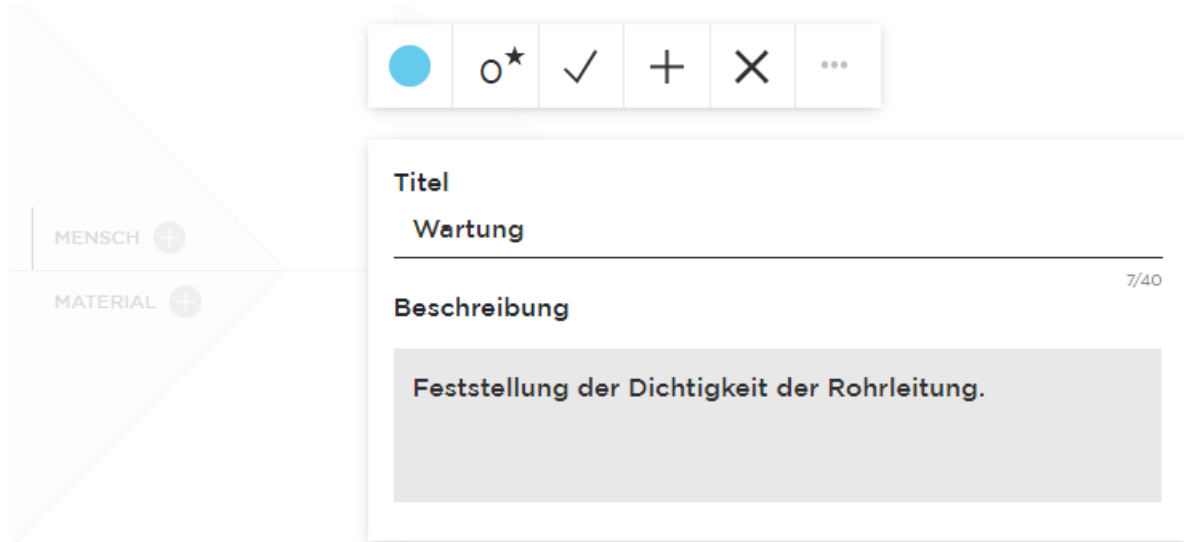 o★
MENSCH
MATERIAL
Titel
Wartung
7/40
Beschreibung
Feststellung der Dichtigkeit der Rohrleitung.